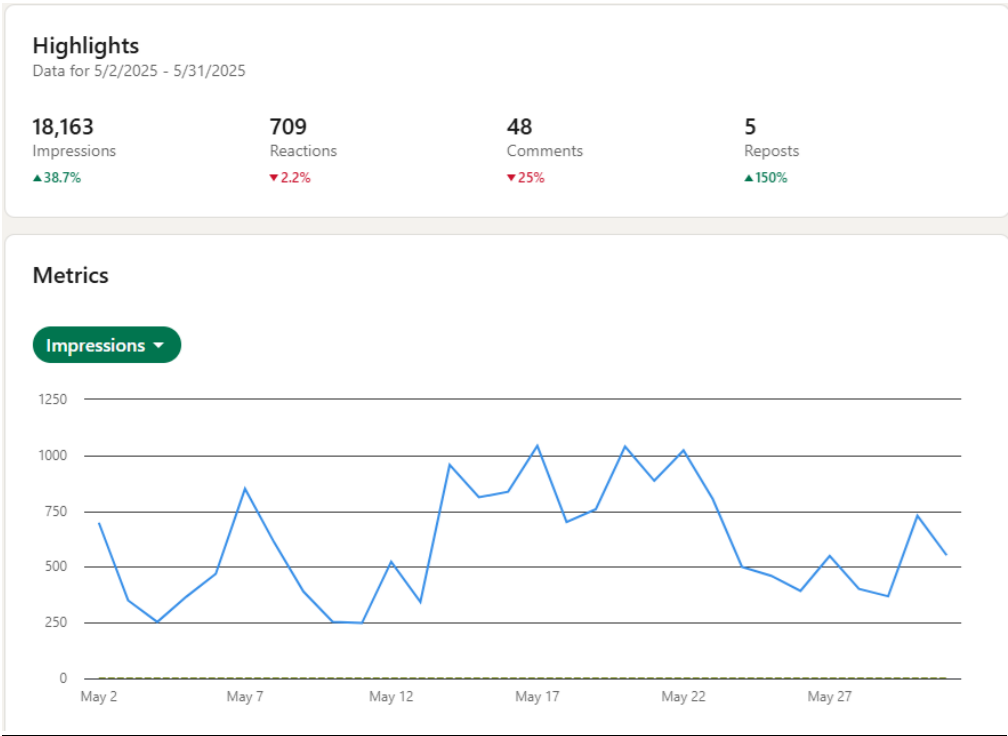 Highlights
Data for 5/2/2025 - 5/31/2025
18,163 709 48 5
Impressions Reactions Comments Reposts
▲38.7% ▼2.2% ▼25% ▲150%
Metrics
Impressions
1250
1000
750
500
250
0
May 2 May 7 May 12 May 17 May 22 May 27